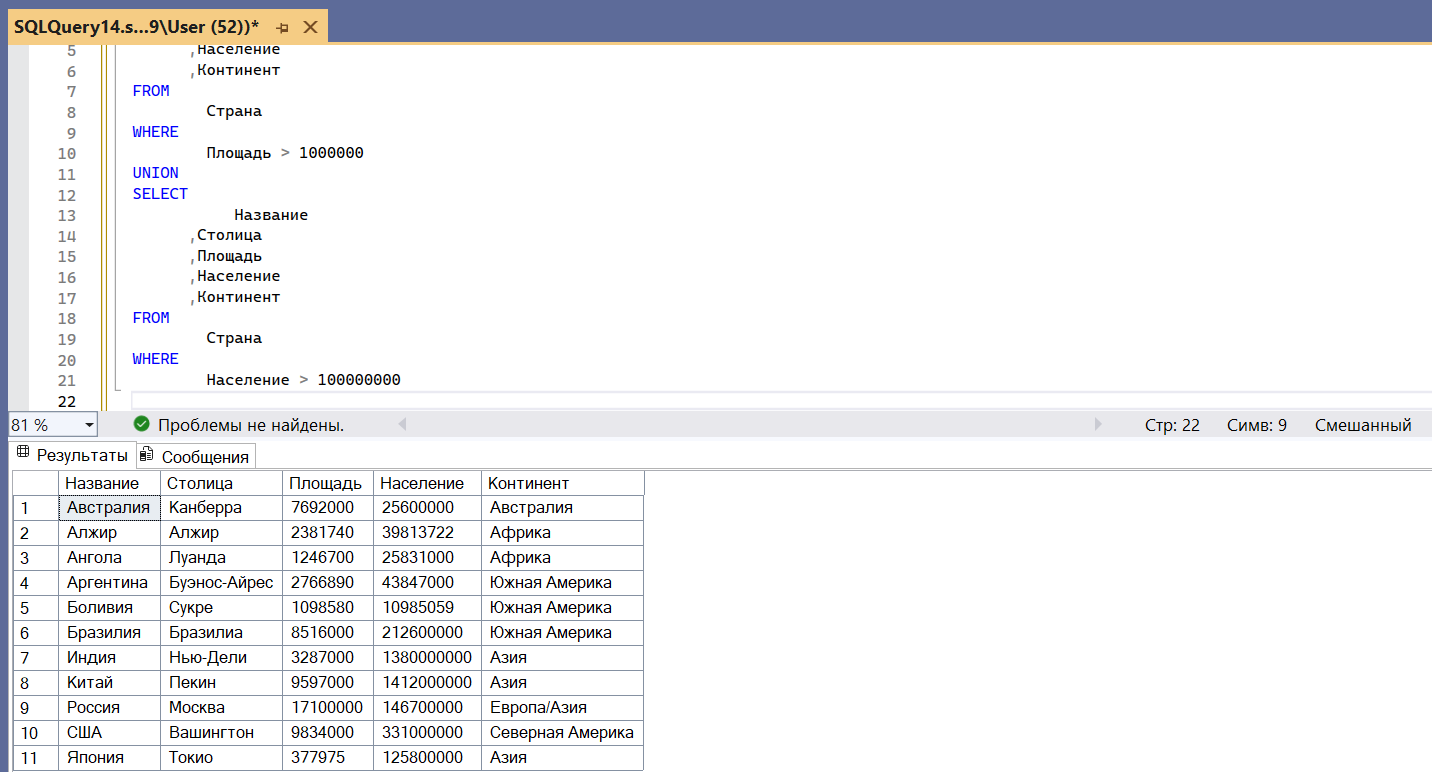 SQLQuery14.s...9\User (52))*
5 ,Население
6 ,Континент
7 FROM
8 Страна
9 WHERE
10 Площадь > 1000000
11 UNION
12 SELECT
13 Название
14 ,Столица
15 ,Площадь
16 ,Население
17 ,Континент
18 FROM
19 Страна
20 WHERE
21 Население > 100000000
22
81 % Проблемы не найдены. Стр: 22 Симв: 9 Смешанный
Результаты Сообщения
Название Столица Площадь Население Континент
1 Австралия Канберра 7692000 25600000 Австралия
2 Алжир Алжир 2381740 39813722 Африка
3 Ангола Луанда 1246700 25831000 Африка
4 Аргентина Буэнос-Айрес 2766890 43847000 Южная Америка
5 Боливия Сукре 1098580 10985059 Южная Америка
6 Бразилия Бразилиа 8516000 212600000 Южная Америка
7 Индия Нью-Дели 3287000 1380000000 Азия
8 Китай Пекин 9597000 1412000000 Азия
9 Россия Москва 17100000 146700000 Европа/Азия
10 США Вашингтон 9834000 331000000 Северная Америка
11 Япония Токио 377975 125800000 Азия